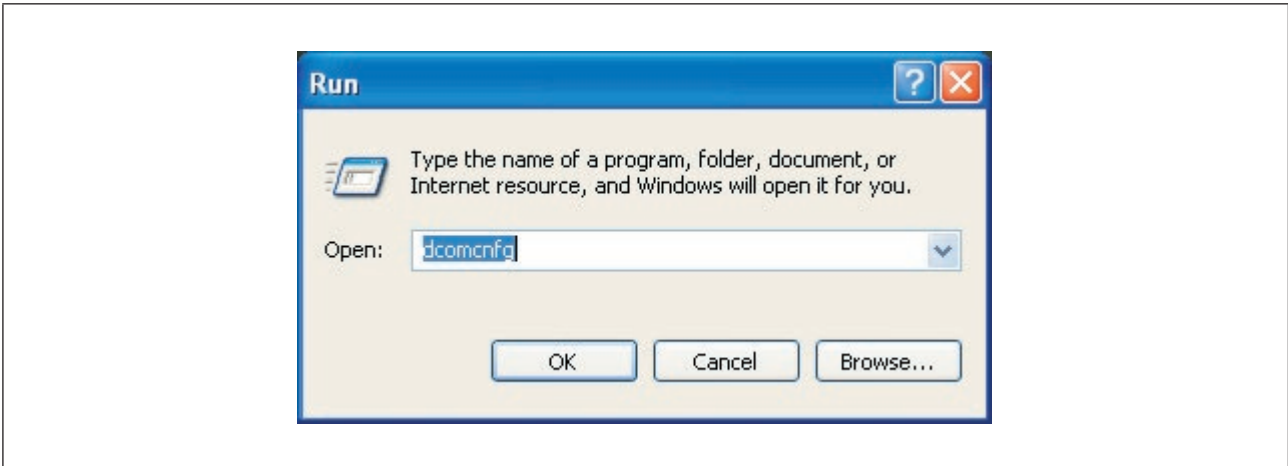 Run
Type the name of a program, folder, document, or
Internet resource, and Windows will open it for you.
Open: dcomcnfg
OK Cancel Browse...